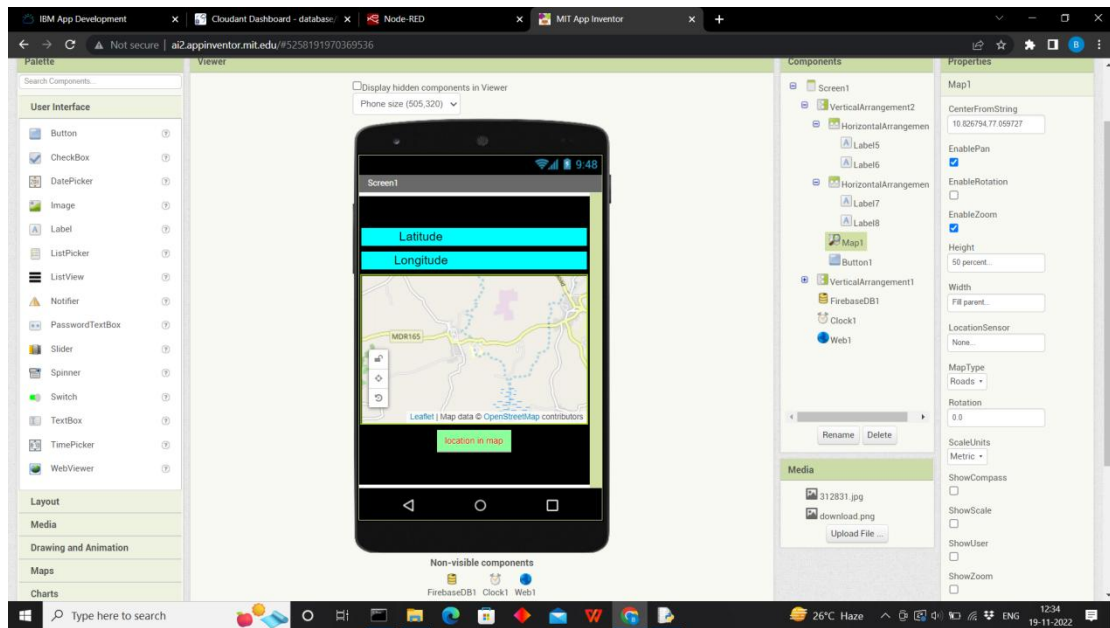 IBM App Development
Cloudant Dashboard - database/
Node-RED
MIT App Inventor
Not secure | ai2.appinventor.mit.edu/#5258191970369536
B
Palette
Search Components...
User Interface
Button
CheckBox
DatePicker
Image
Label
ListPicker
ListView
Notifier
PasswordTextBox
Slider
Spinner
Switch
TextBox
TimePicker
WebViewer
Layout
Media
Drawing and Animation
Maps
Charts
Viewer
Display hidden components in Viewer
Phone size (505,320)
9:48
Screen1
Latitude
Longitude
MDR165
Leaflet | Map data © OpenStreetMap contributors
location in map
Non-visible components
FirebaseDB1 Clock1 Web1
Components
Screen1
VerticalArrangement2
HorizontalArrangemen
Label5
Label6
HorizontalArrangemen
Label7
Label8
Map1
Button1
VerticalArrangement1
FirebaseDB1
Clock1
Web1
Rename Delete
Media
312831.jpg
download.png
Upload File ...
Properties
Map1
CenterFromString
10.826794,77.059727
EnablePan
EnableRotation
EnableZoom
Height
50 percent...
Width
Fill parent...
LocationSensor
None...
MapType
Roads
Rotation
0.0
ScaleUnits
Metric
ShowCompass
ShowScale
ShowUser
ShowZoom
Type here to search
26°C Haze
ENG
12:34
19-11-2022